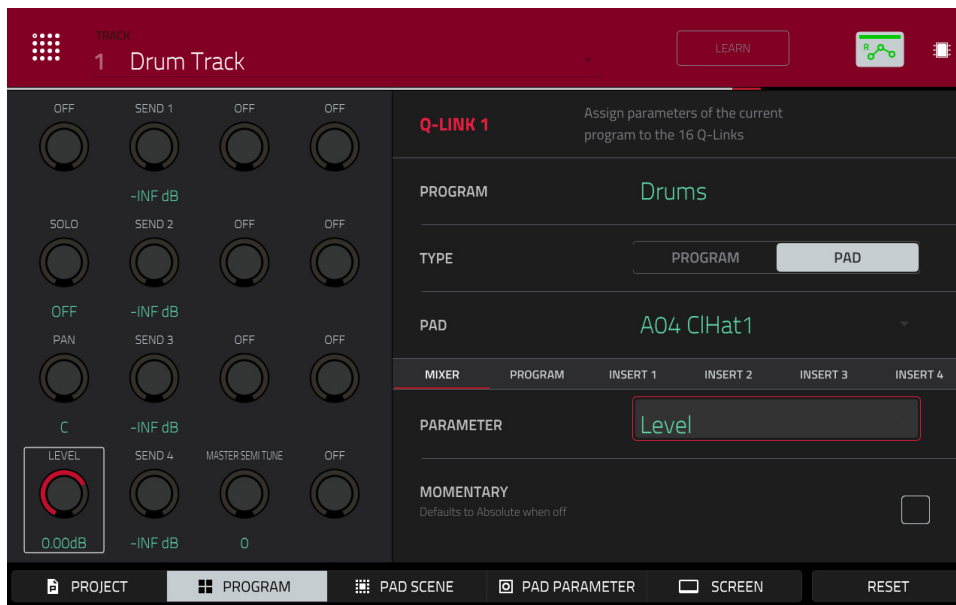 TRACK
1 Drum Track
LEARN
R
OFF SEND 1 OFF OFF
-INF dB
SOLO SEND 2 OFF OFF
OFF -INF dB
PAN SEND 3 OFF OFF
C -INF dB
LEVEL SEND 4 MASTER SEMI TUNE OFF
0.00dB -INF dB 0
Q-LINK 1
Assign parameters of the current
program to the 16 Q-Links
PROGRAM Drums
TYPE PROGRAM PAD
PAD A04 ClHat1
MIXER PROGRAM INSERT 1 INSERT 2 INSERT 3 INSERT 4
PARAMETER Level
MOMENTARY
Defaults to Absolute when off
PROJECT PROGRAM PAD SCENE PAD PARAMETER SCREEN RESET